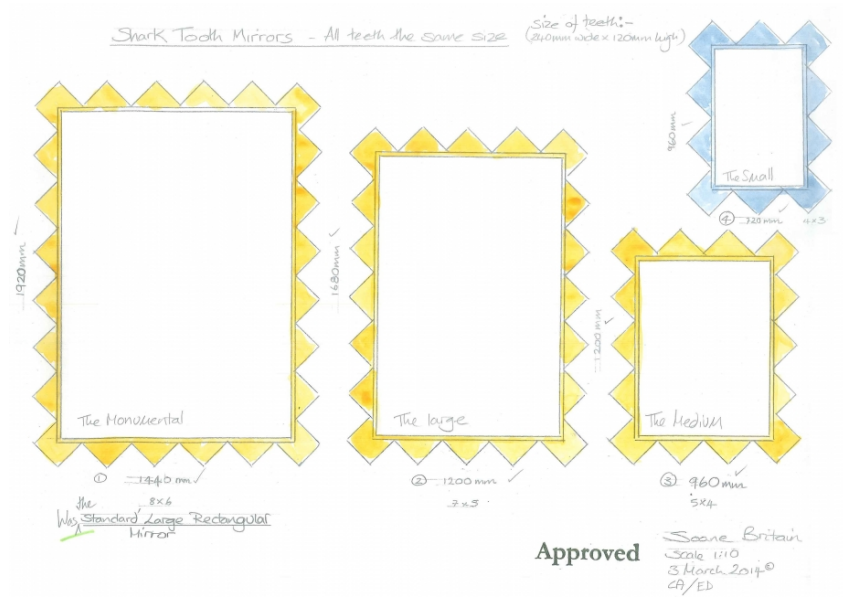 Shark Tooth Mirrors - All teeth the same size
Size of teeth:-
(240mm wide x 120mm high)
960mm
The Small
④ 720mm
4x3
1920mm
The Monumental
① 1440mm
8x6
Was the 'Standard' Large Rectangular
Mirror
1680mm
The large
② 1200mm
7x5
1200mm
The Medium
③ 960mm
5x4
Approved
Soane Britain
Scale 1:10
3 March 2014©
CA/ED